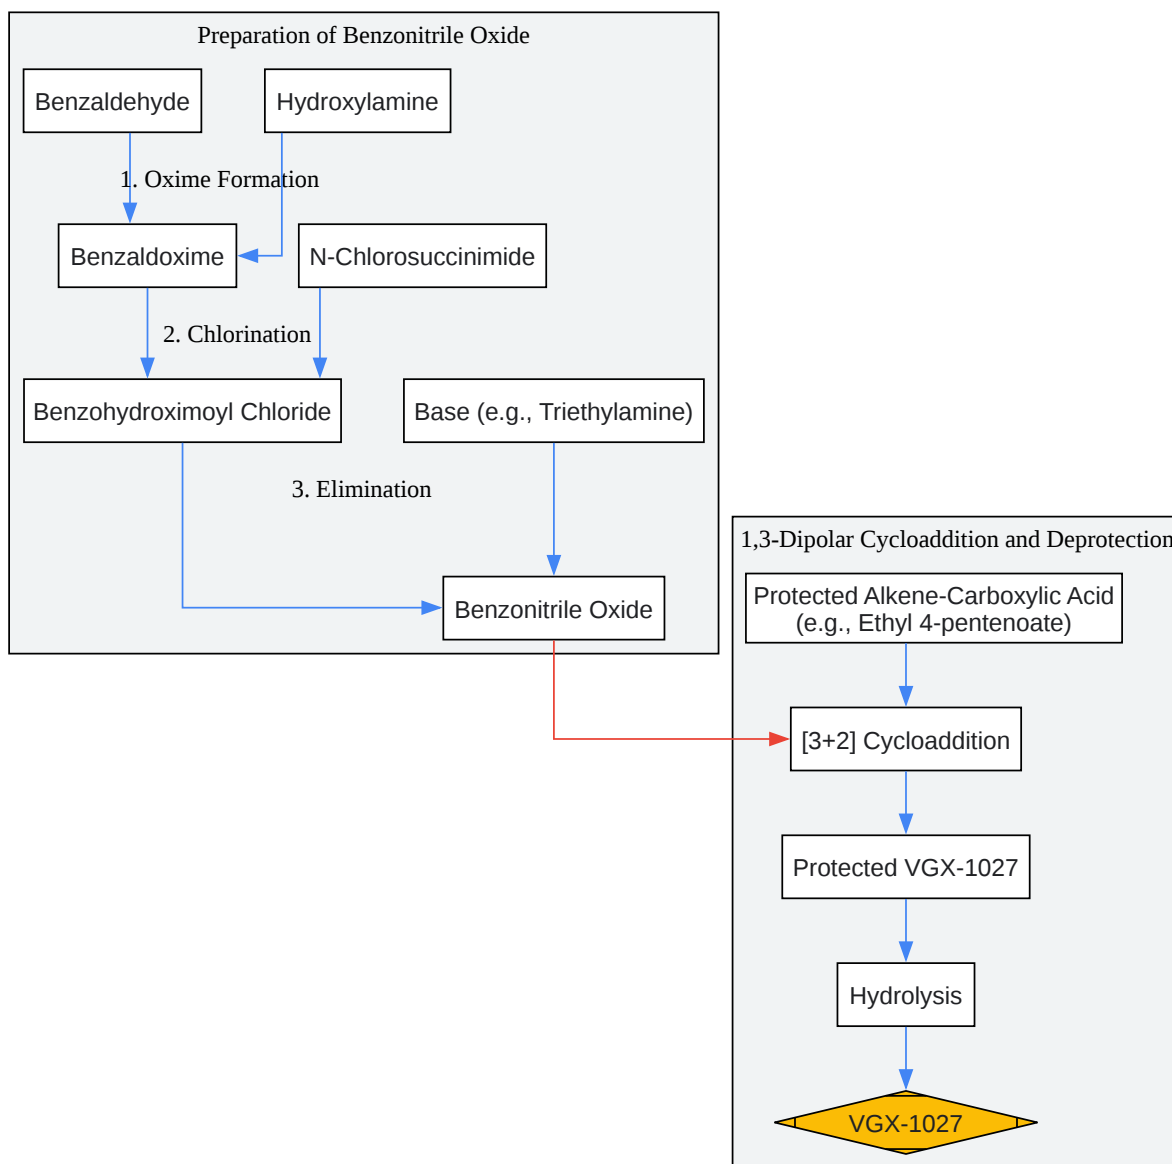 Preparation of Benzonitrile Oxide
Benzaldehyde
Hydroxylamine
1. Oxime Formation
Benzaldoxime
N-Chlorosuccinimide
2. Chlorination
Benzohydroximoyl Chloride
Base (e.g., Triethylamine)
3. Elimination
Benzonitrile Oxide
1,3-Dipolar Cycloaddition and Deprotection
Protected Alkene-Carboxylic Acid
(e.g., Ethyl 4-pentenoate)
[3+2] Cycloaddition
Protected VGX-1027
Hydrolysis
VGX-1027